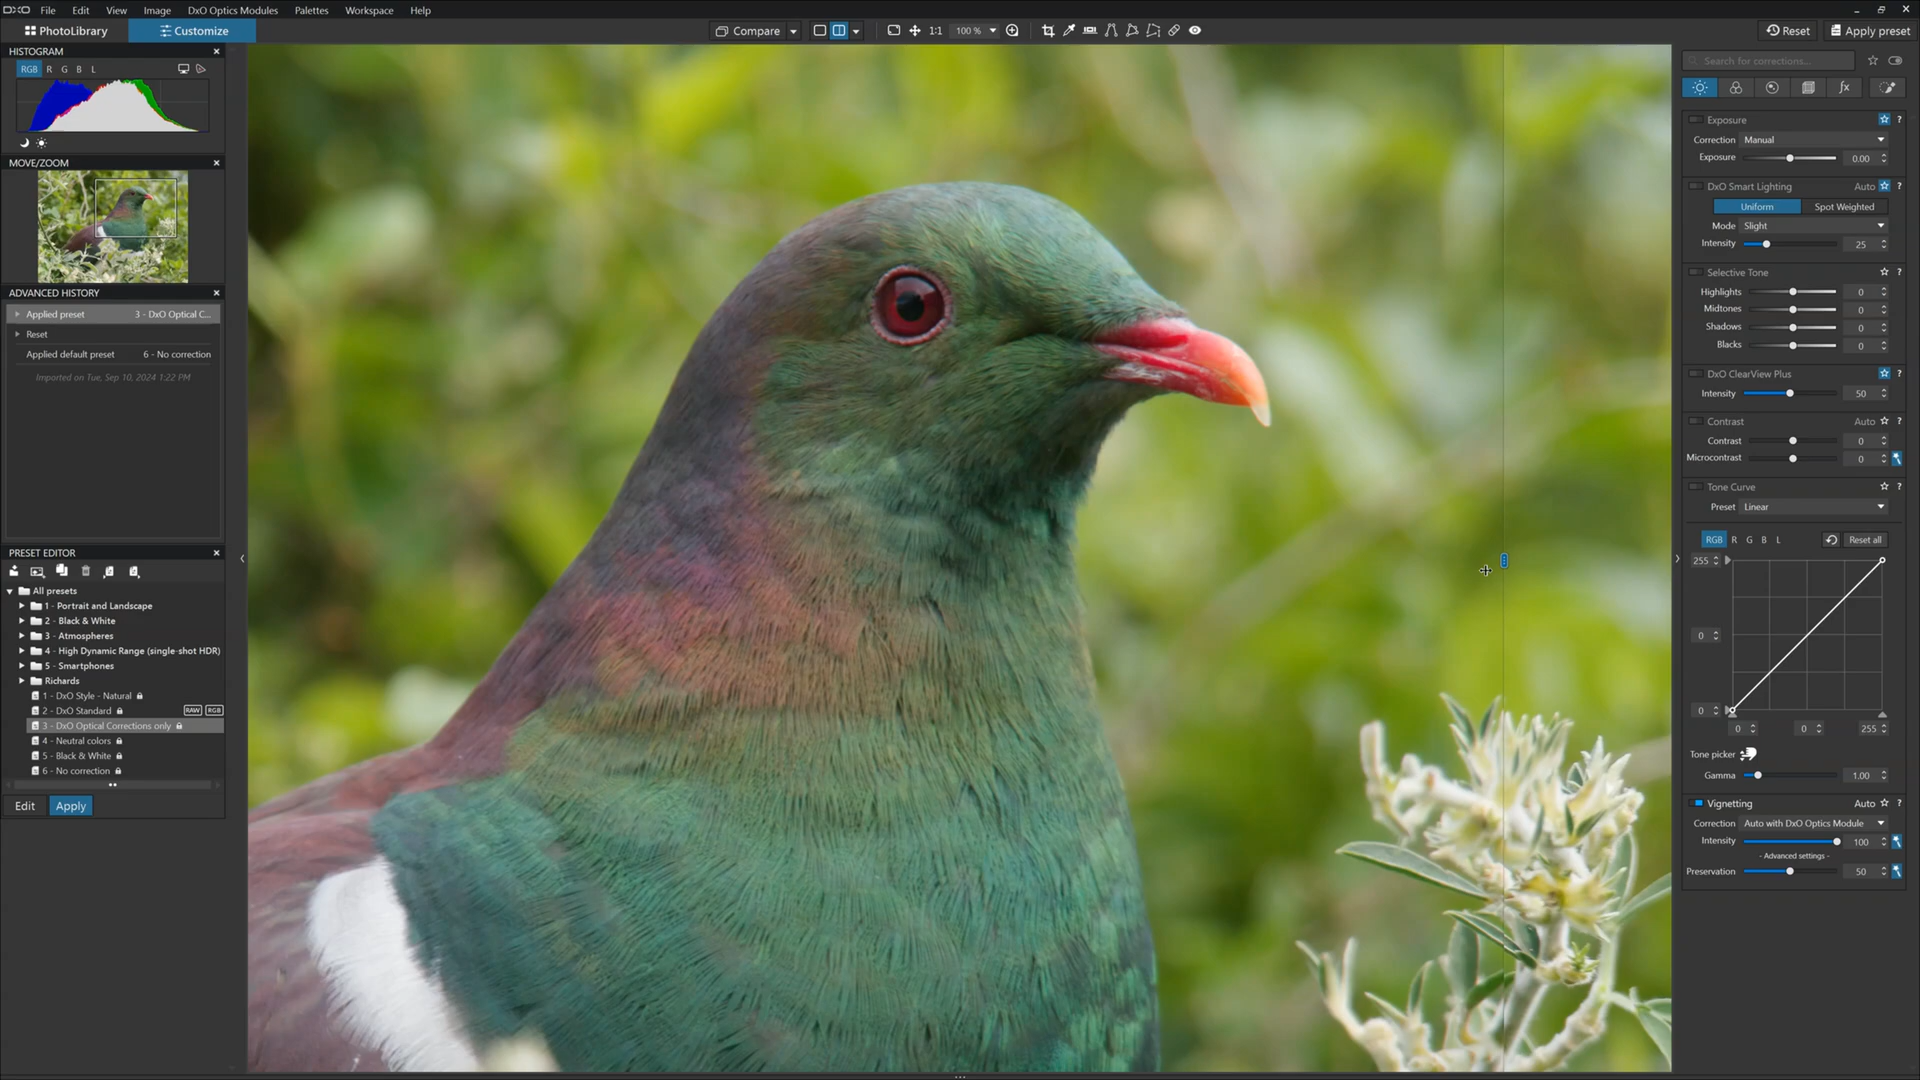 DXO File Edit View Image DxO Optics Modules Palettes Workspace Help
PhotoLibrary Customize Compare 1:1 100 % Reset Apply preset
HISTOGRAM
RGB R G B L
MOVE/ZOOM
ADVANCED HISTORY
Applied preset 3 - DxO Optical C...
Reset
Applied default preset 6 - No correction
Imported on Tue, Sep 10, 2024 1:22 PM
PRESET EDITOR
All presets
1 - Portrait and Landscape
2 - Black & White
3 - Atmospheres
4 - High Dynamic Range (single-shot HDR)
5 - Smartphones
Richards
1 - DxO Style - Natural
2 - DxO Standard RAW RGB
3 - DxO Optical Corrections only
4 - Neutral colors
5 - Black & White
6 - No correction
Edit Apply
Search for corrections...
fx
Exposure ?
Correction Manual
Exposure 0.00
DxO Smart Lighting Auto ?
Uniform Spot Weighted
Mode Slight
Intensity 25
Selective Tone ?
Highlights 0
Midtones 0
Shadows 0
Blacks 0
DxO ClearView Plus ?
Intensity 50
Contrast Auto ?
Contrast 0
Microcontrast 0
Tone Curve ?
Preset Linear
RGB R G B L Reset all
255
0
0
0 0 255
Tone picker
Gamma 1.00
Vignetting Auto ?
Correction Auto with DxO Optics Module
Intensity 100
- Advanced settings -
Preservation 50